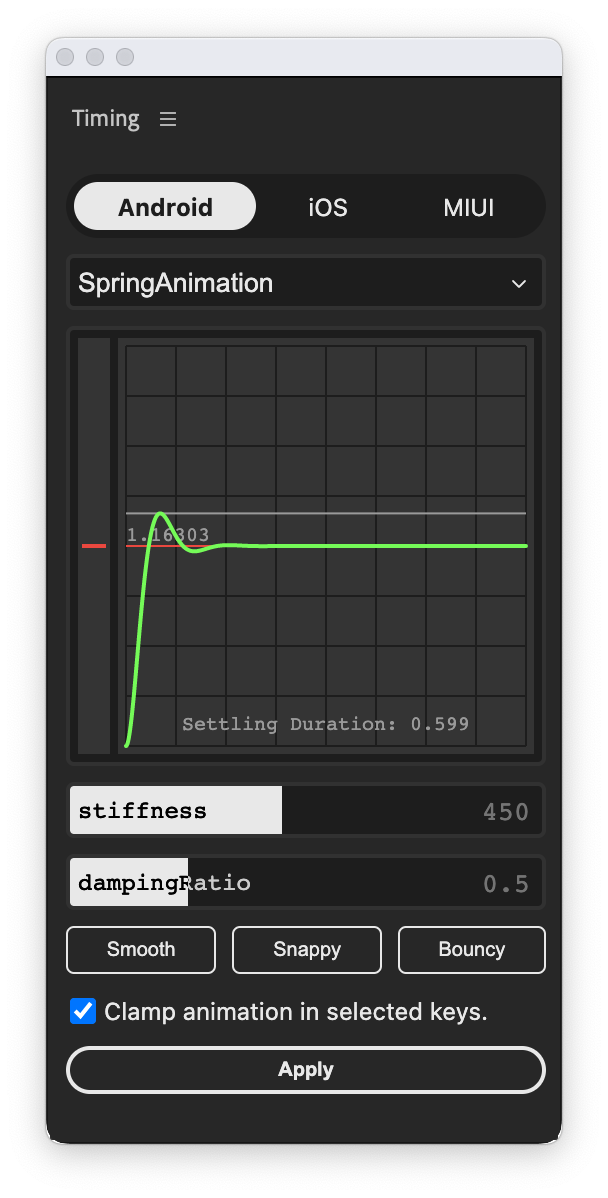 Timing
Android iOS MIUI
SpringAnimation
1.16303
Settling Duration: 0.599
stiffness 450
dampingRatio 0.5
Smooth Snappy Bouncy
Clamp animation in selected keys.
Apply